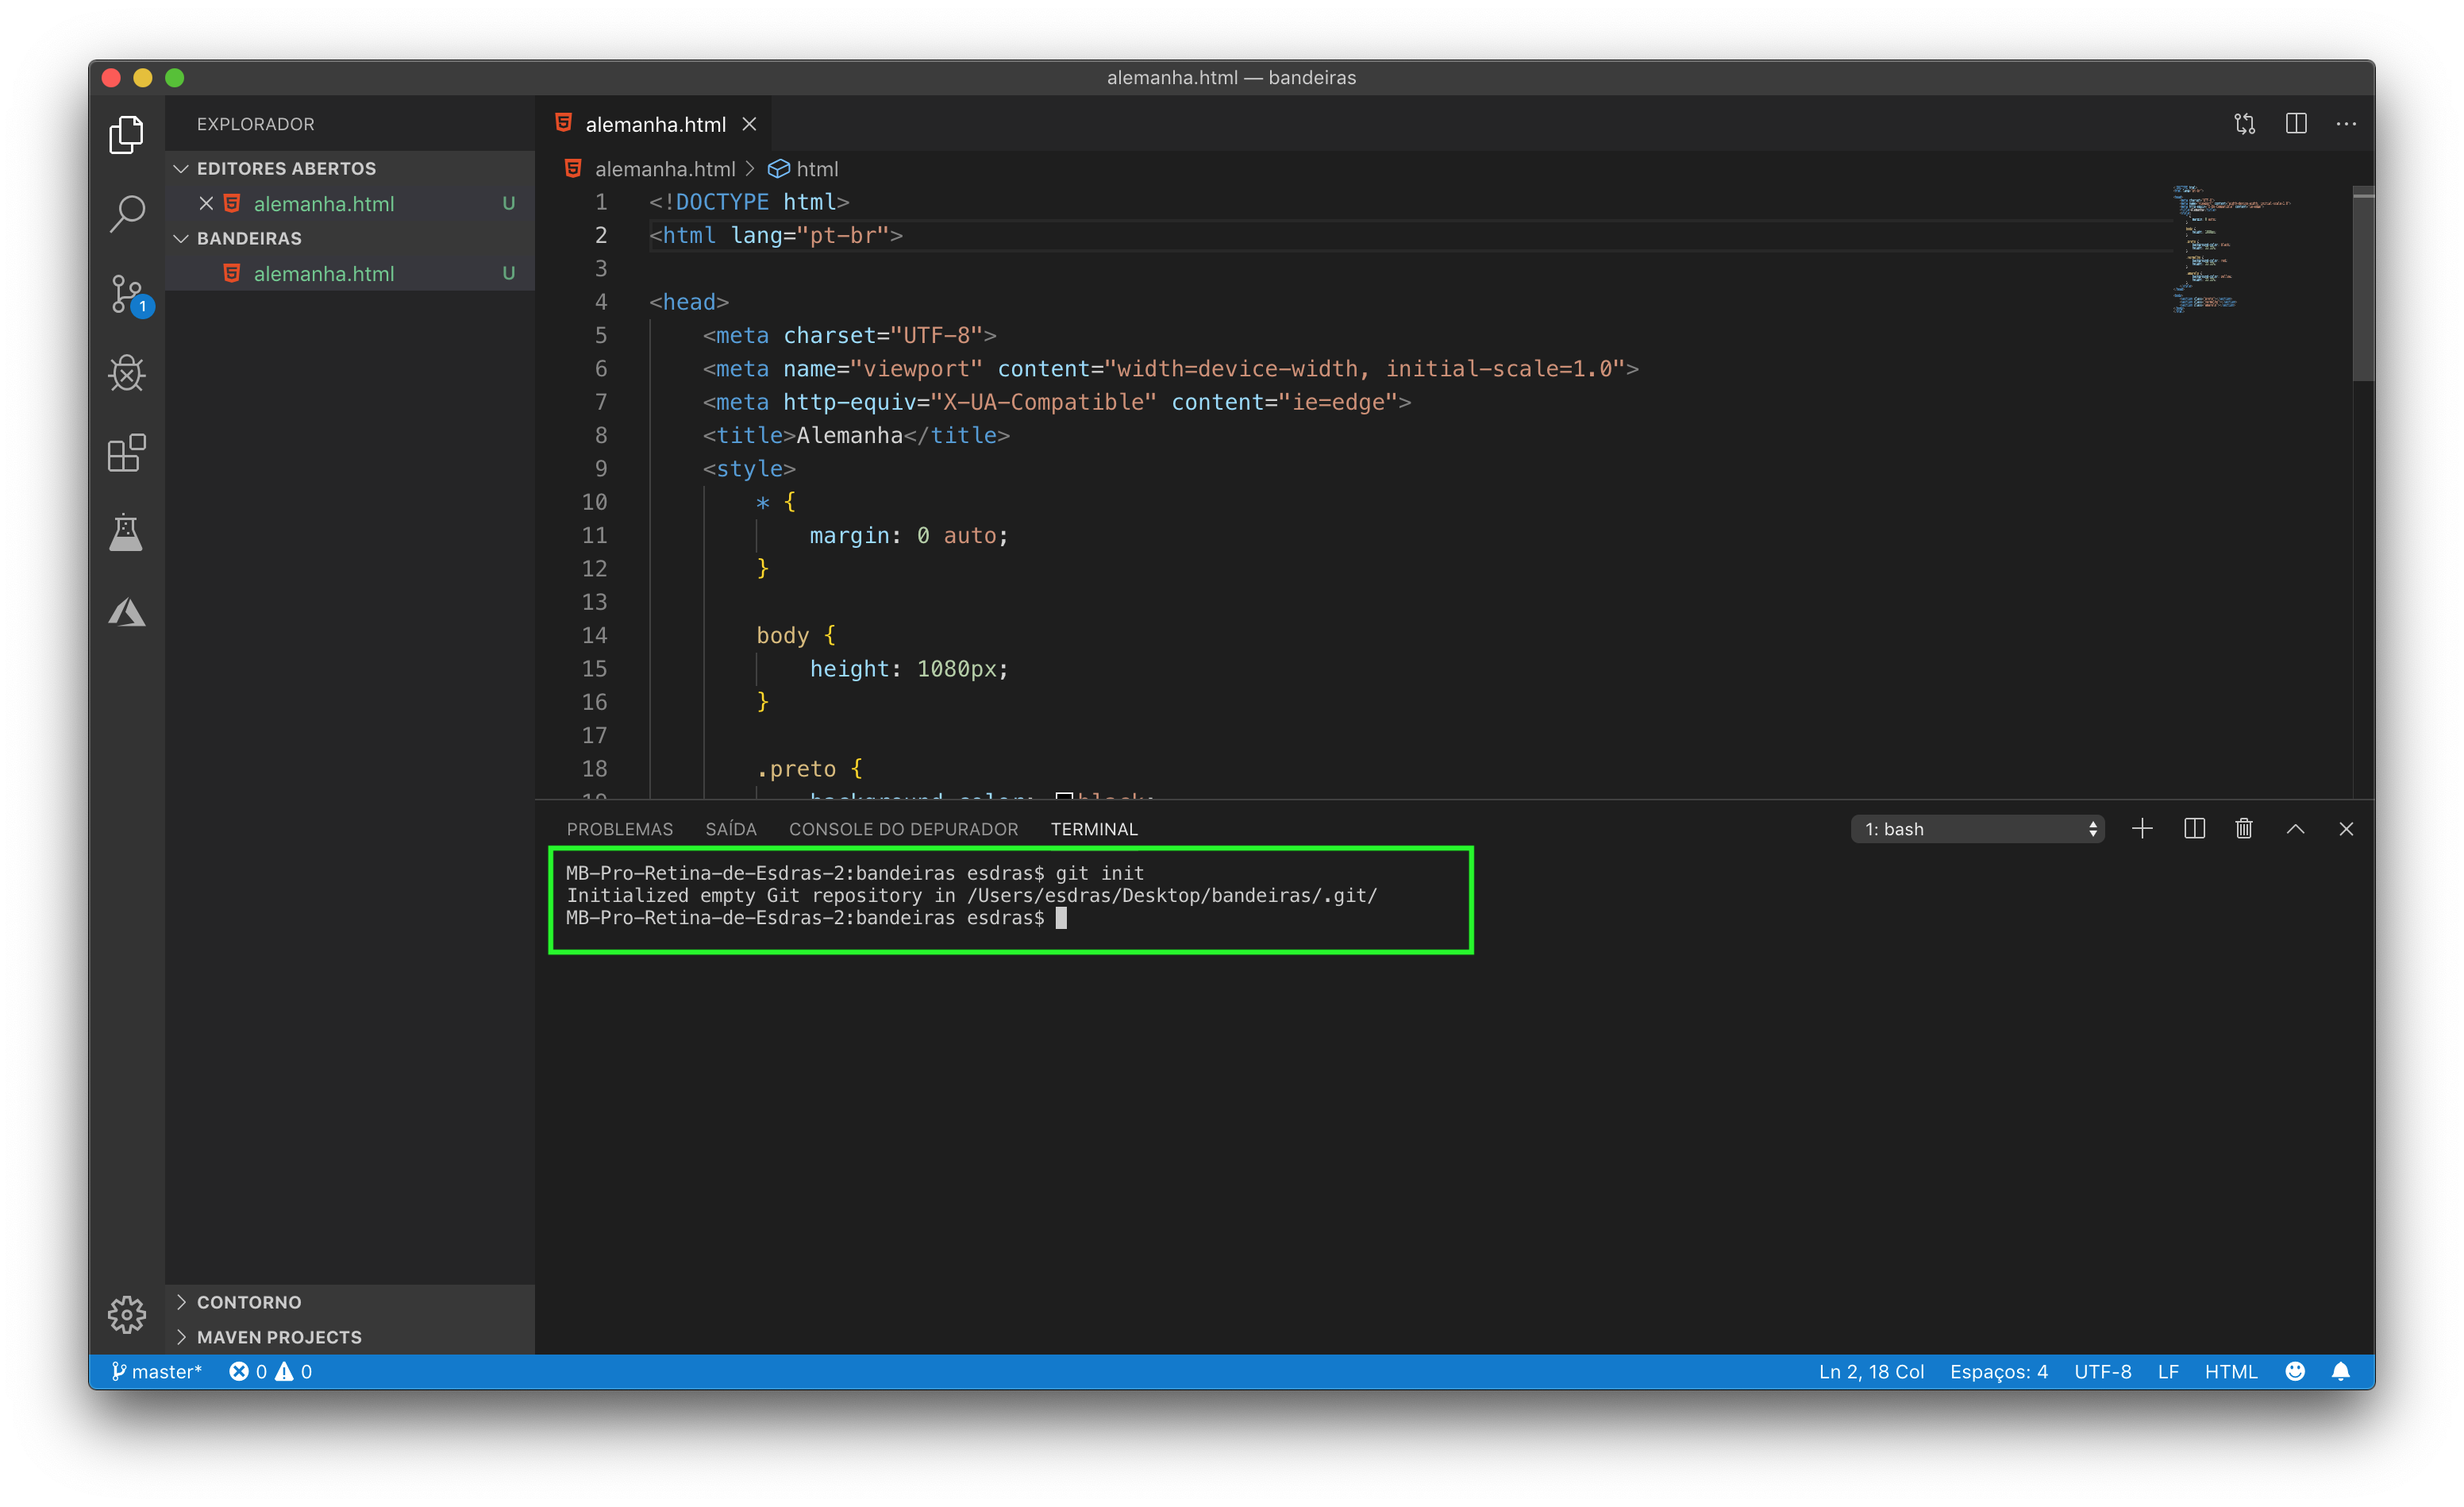 alemanha.html — bandeiras
EXPLORADOR
EDITORES ABERTOS
alemanha.html U
BANDEIRAS
alemanha.html U
1
CONTORNO
MAVEN PROJECTS
alemanha.html
alemanha.html > html
1 <!DOCTYPE html>
2 <html lang="pt-br">
3
4 <head>
5 <meta charset="UTF-8">
6 <meta name="viewport" content="width=device-width, initial-scale=1.0">
7 <meta http-equiv="X-UA-Compatible" content="ie=edge">
8 <title>Alemanha</title>
9 <style>
10 * {
11 margin: 0 auto;
12 }
13
14 body {
15 height: 1080px;
16 }
17
18 .preto {
19 background-color: black;
PROBLEMAS SAÍDA CONSOLE DO DEPURADOR TERMINAL 1: bash
MB-Pro-Retina-de-Esdras-2:bandeiras esdras$ git init
Initialized empty Git repository in /Users/esdras/Desktop/bandeiras/.git/
MB-Pro-Retina-de-Esdras-2:bandeiras esdras$
master* 0 0 Ln 2, 18 Col Espaços: 4 UTF-8 LF HTML